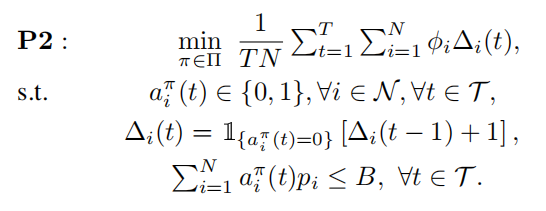 P2 : min_{π∈Π} \frac{1}{TN} ∑_{t=1}^{T} ∑_{i=1}^{N} ϕ_i Δ_i(t),
s.t. a_i^π(t) ∈ {0, 1}, ∀i ∈ 𝒩, ∀t ∈ 𝒯,
Δ_i(t) = 𝟙_{\{a_i^π(t)=0\}} [Δ_i(t − 1) + 1] ,
∑_{i=1}^{N} a_i^π(t)p_i ≤ B, ∀t ∈ 𝒯.